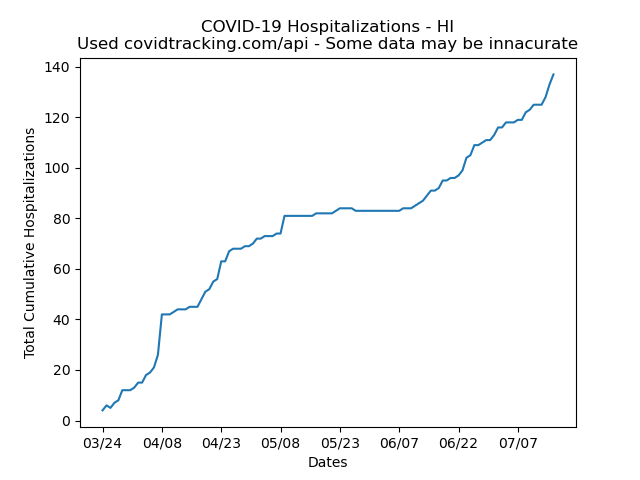 COVID-19 Hospitalizations - HI
Used covidtracking.com/api - Some data may be innacurate
Total Cumulative Hospitalizations
140
120
100
80
60
40
20
0
03/24 04/08 04/23 05/08 05/23 06/07 06/22 07/07
Dates